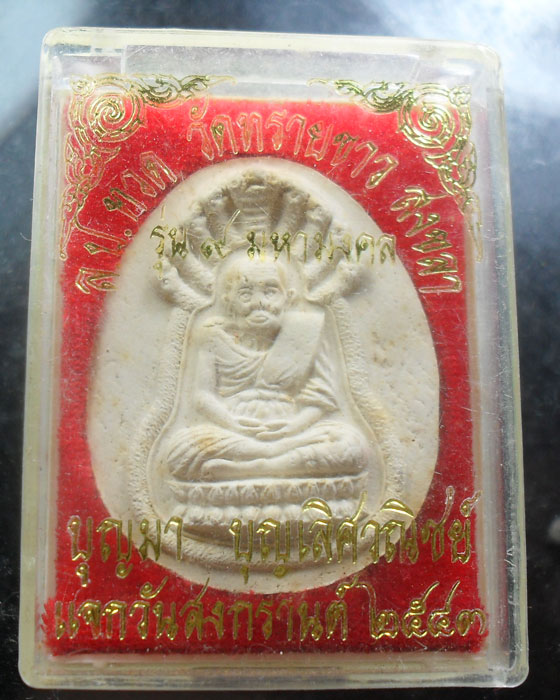 ล.ป.ทวด วัดทรายขาว สงขลา
รุ่น ๙ มหามงคล
บุญมา บุญเลิศวณิชย์
แจกวันสงกรานต์ ๒๕๔๓